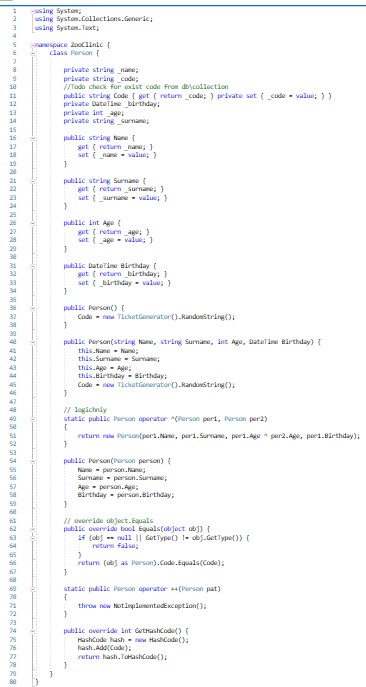 1 using System;
2 using System.Collections.Generic;
3 using System.Text;
4
5 namespace ZooClinic {
6 class Person {
7
8 private string _name;
9 private string _code;
10 //Todo check for exist code from db\collection
11 public string Code { get { return _code; } private set { _code = value; } }
12 private DateTime _birthday;
13 private int _age;
14 private string _surname;
15
16 public string Name {
17 get { return _name; }
18 set { _name = value; }
19 }
20
21 public string Surname {
22 get { return _surname; }
23 set { _surname = value; }
24 }
25
26 public int Age {
27 get { return _age; }
28 set { _age = value; }
29 }
30
31 public DateTime Birthday {
32 get { return _birthday; }
33 set { _birthday = value; }
34 }
35
36 public Person() {
37 Code = new TicketGenerator().RandomString();
38 }
39
40 public Person(string Name, string Surname, int Age, DateTime Birthday) {
41 this.Name = Name;
42 this.Surname = Surname;
43 this.Age = Age;
44 this.Birthday = Birthday;
45 Code = new TicketGenerator().RandomString();
46 }
47
48 // logichniy
49 static public Person operator ^(Person per1, Person per2)
50 {
51 return new Person(per1.Name, per1.Surname, per1.Age ^ per2.Age, per1.Birthday);
52 }
53
54 public Person(Person person) {
55 Name = person.Name;
56 Surname = person.Surname;
57 Age = person.Age;
58 Birthday = person.Birthday;
59 }
60
61 // override object.Equals
62 public override bool Equals(object obj) {
63 if (obj == null || GetType() != obj.GetType()) {
64 return false;
65 }
66 return (obj as Person).Code.Equals(Code);
67 }
68
69 static public Person operator ++(Person pat)
70 {
71 throw new NotImplementedException();
72 }
73
74 public override int GetHashCode() {
75 HashCode hash = new HashCode();
76 hash.Add(Code);
77 return hash.ToHashCode();
78 }
79 }
80 }